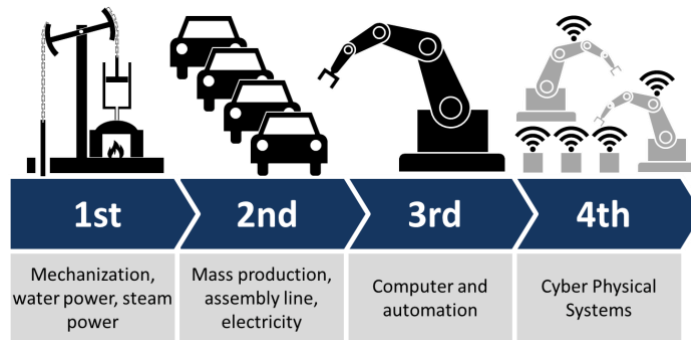 1st
2nd
3rd
4th
Mechanization,
water power, steam
power
Mass production,
assembly line,
electricity
Computer and
automation
Cyber Physical
Systems